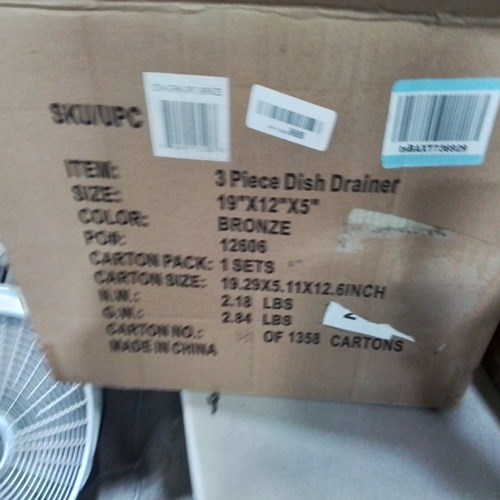 SKU/UPC
ITEM: 3 Piece Dish Drainer
SIZE: 19"X12"X5"
COLOR: BRONZE
PO#: 12606
CARTON PACK: 1 SETS
CARTON SIZE: 19.29X5.11X12.6INCH
N.W.: 2.18 LBS
G.W.: 2.84 LBS
CARTON NO.: OF 1358 CARTONS
MADE IN CHINA